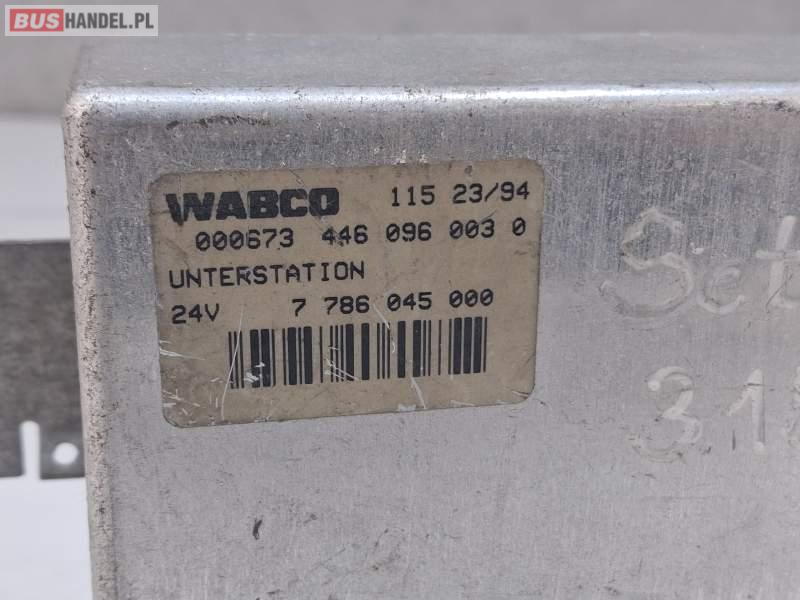 BUSHANDEL.PL
WABCO 115 23/94
000673 446 096 003 0
UNTERSTATION
24V 7 786 045 000